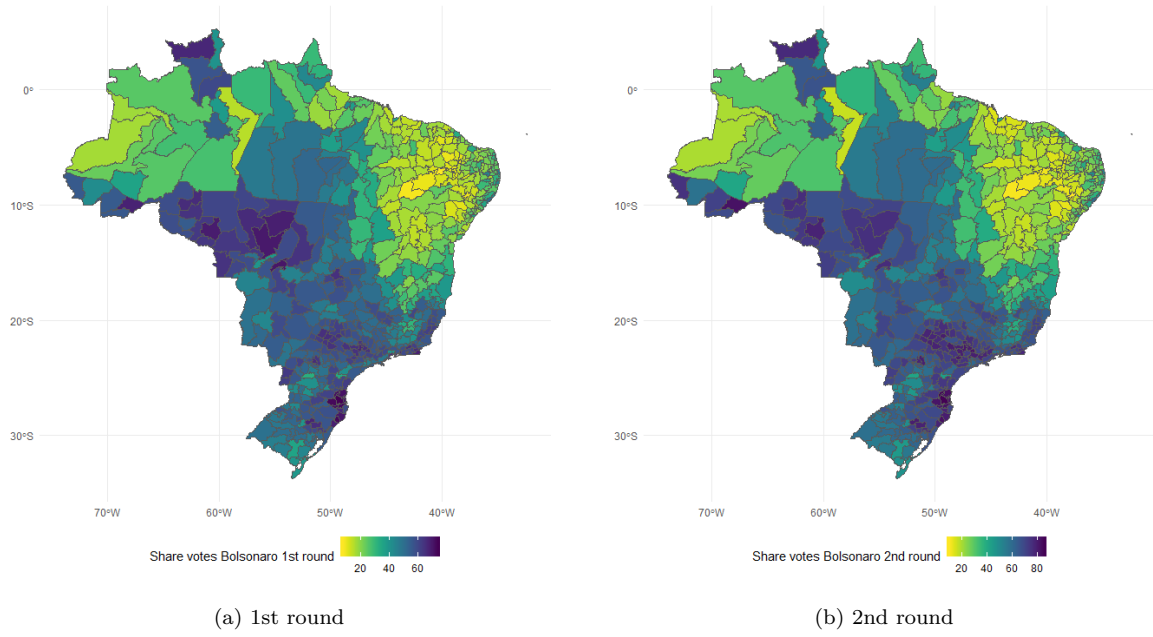 0°
10°S
20°S
30°S
70°W 60°W 50°W 40°W
Share votes Bolsonaro 1st round
20 40 60
(a) 1st round
0°
10°S
20°S
30°S
70°W 60°W 50°W 40°W
Share votes Bolsonaro 2nd round
20 40 60 80
(b) 2nd round